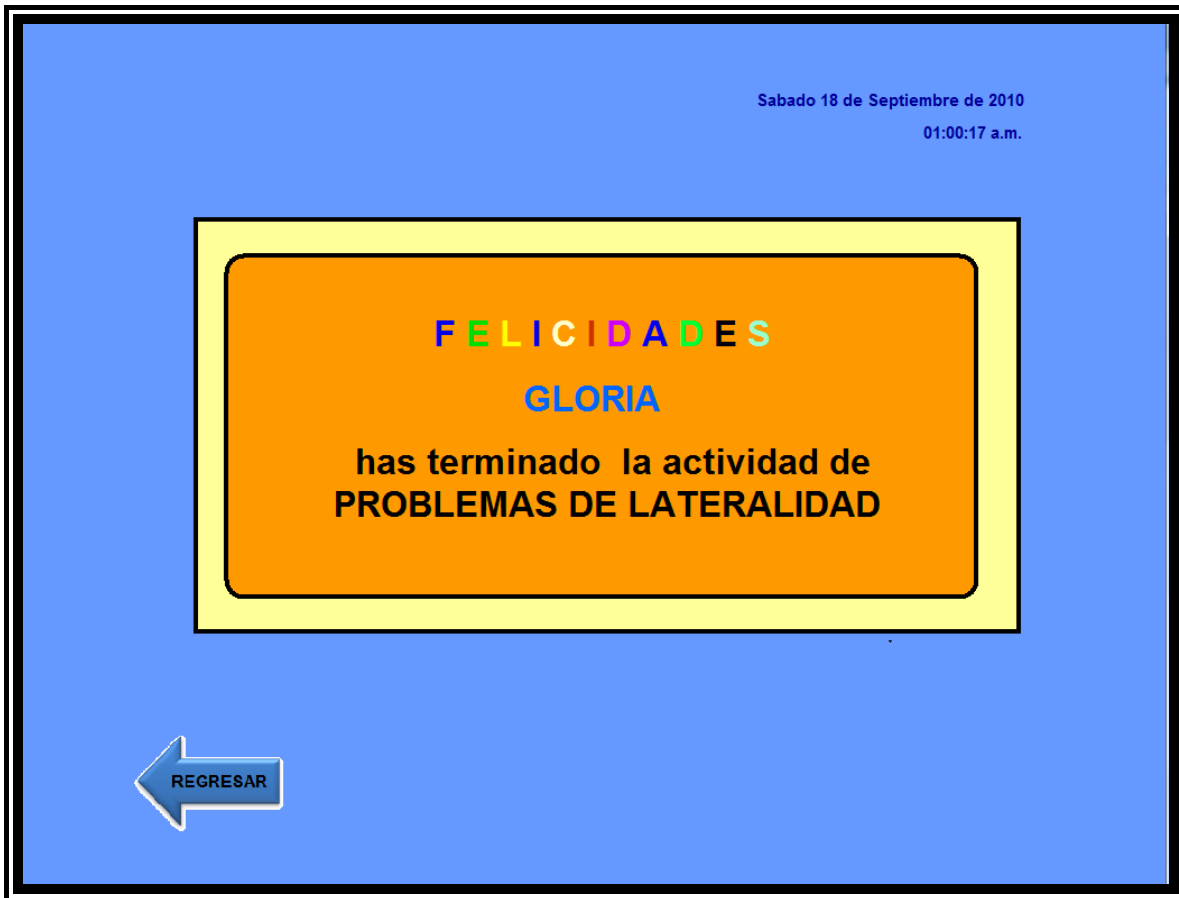 Sabado 18 de Septiembre de 2010
01:00:17 a.m.
FELICIDADES
GLORIA
has terminado la actividad de
PROBLEMAS DE LATERALIDAD
REGRESAR